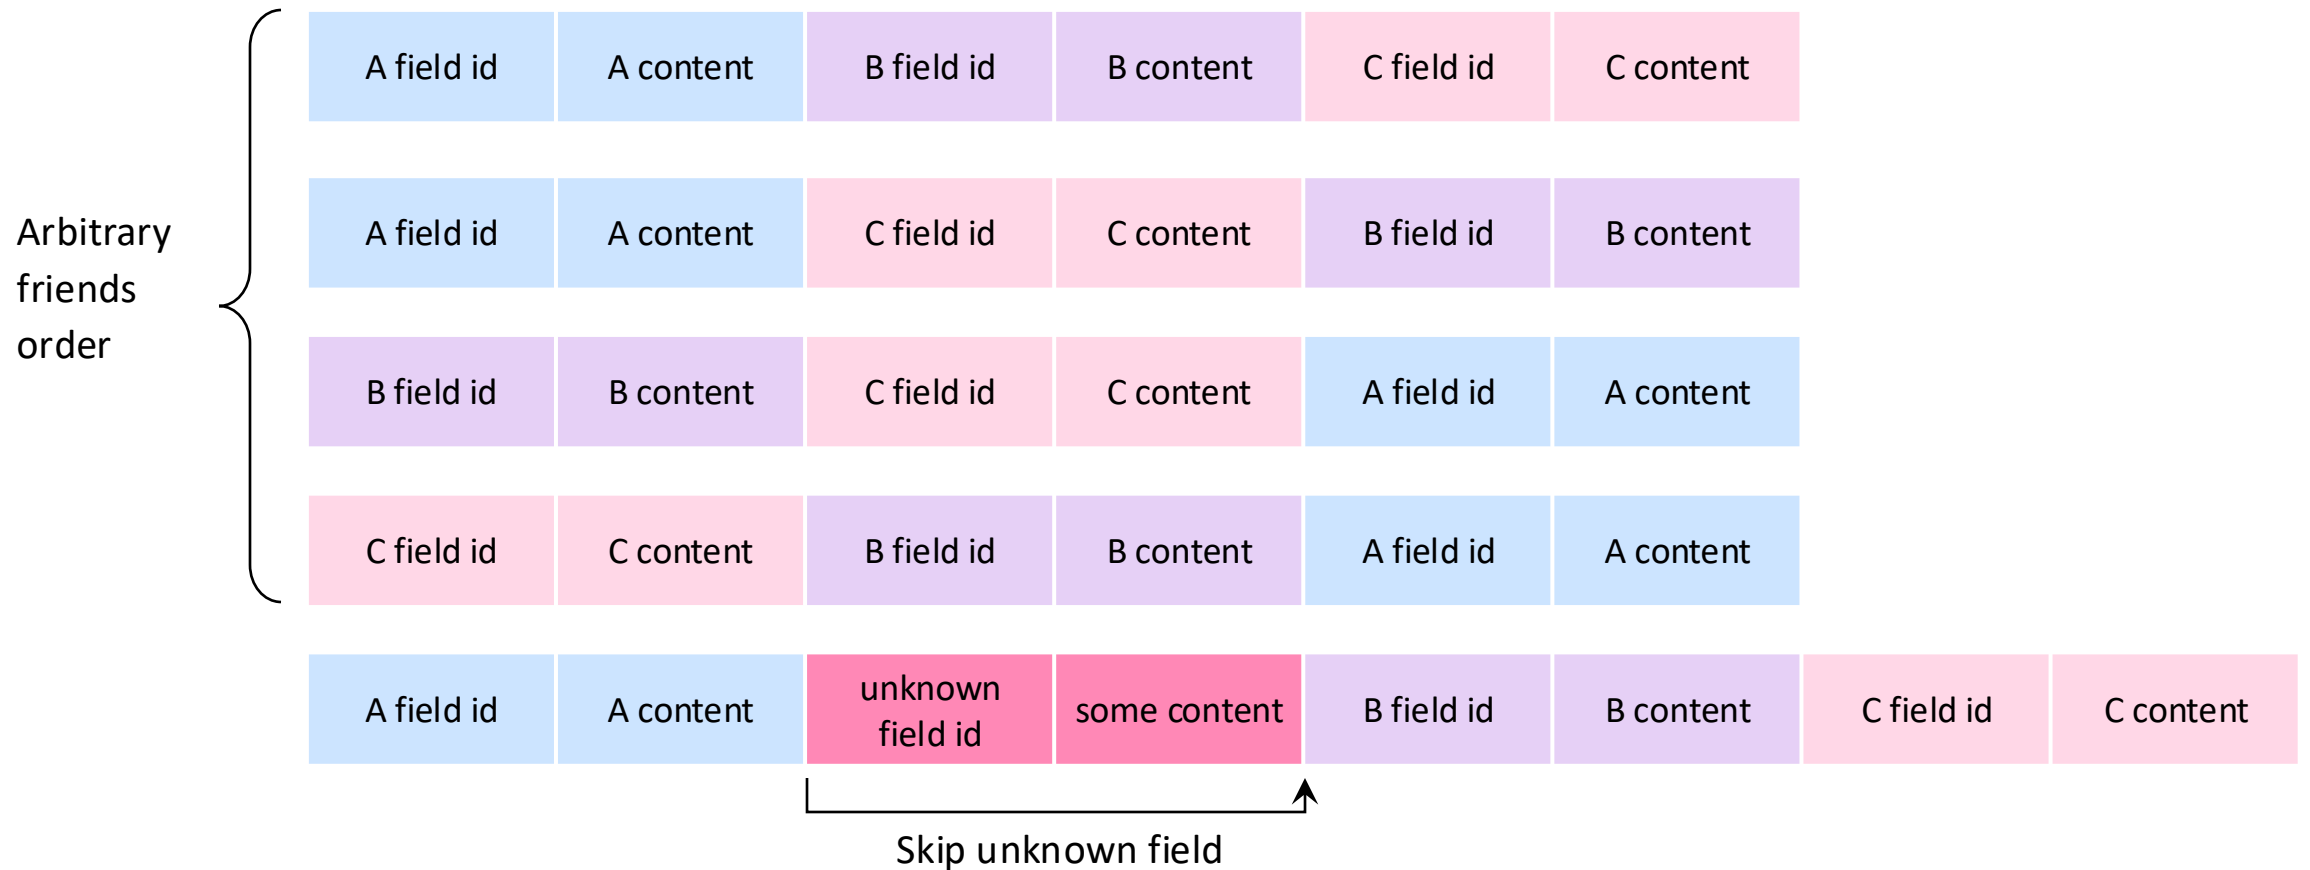 A field id A content B field id B content C field id C content
Arbitrary
friends
order
A field id A content C field id C content B field id B content
B field id B content C field id C content A field id A content
C field id C content B field id B content A field id A content
A field id A content unknown
field id some content B field id B content C field id C content
Skip unknown field